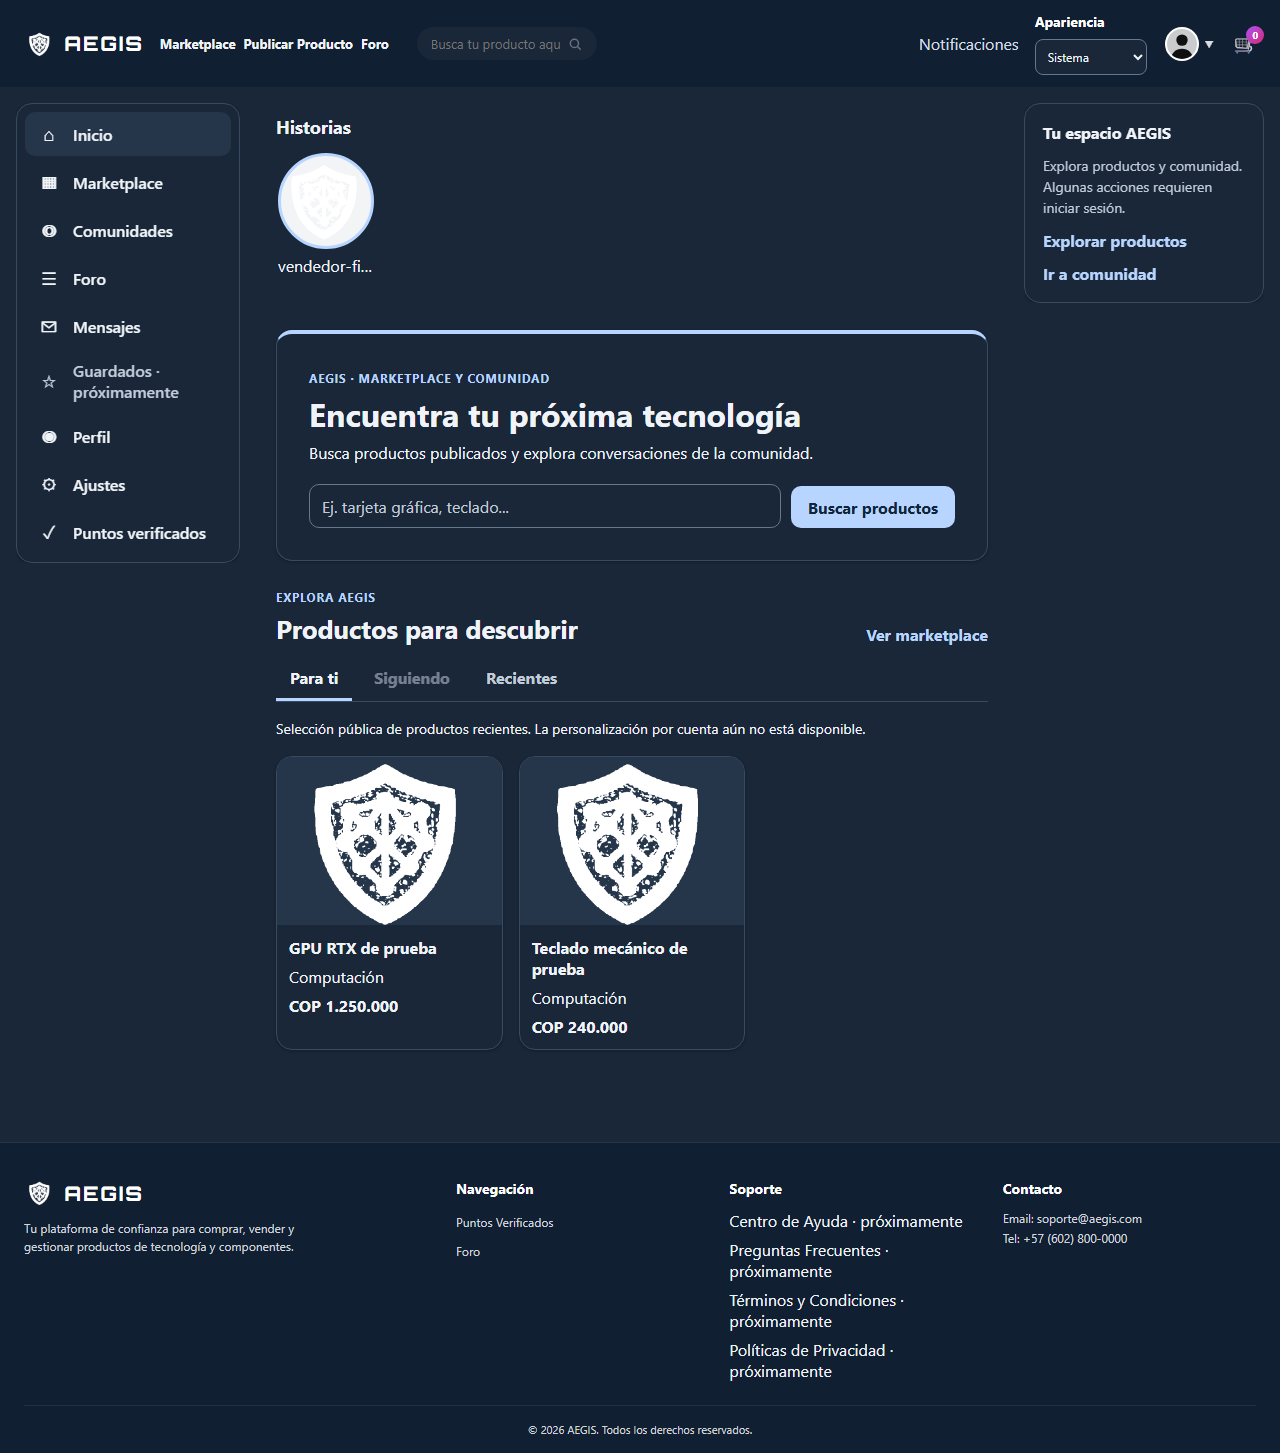 AEGIS
Marketplace Publicar Producto Foro
Busca tu producto aqu
Notificaciones
Apariencia
Sistema
0
Inicio
Marketplace
Comunidades
Foro
Mensajes
Guardados ·
próximamente
Perfil
Ajustes
Puntos verificados
Historias
vendedor-fi...
AEGIS · MARKETPLACE Y COMUNIDAD
Encuentra tu próxima tecnología
Busca productos publicados y explora conversaciones de la comunidad.
Ej. tarjeta gráfica, teclado...
Buscar productos
EXPLORA AEGIS
Productos para descubrir
Ver marketplace
Para ti
Siguiendo
Recientes
Selección pública de productos recientes. La personalización por cuenta aún no está disponible.
GPU RTX de prueba
Computación
COP 1.250.000
Teclado mecánico de
prueba
Computación
COP 240.000
Tu espacio AEGIS
Explora productos y comunidad.
Algunas acciones requieren
iniciar sesión.
Explorar productos
Ir a comunidad
AEGIS
Tu plataforma de confianza para comprar, vender y
gestionar productos de tecnología y componentes.
Navegación
Puntos Verificados
Foro
Soporte
Centro de Ayuda · próximamente
Preguntas Frecuentes ·
próximamente
Términos y Condiciones ·
próximamente
Políticas de Privacidad ·
próximamente
Contacto
Email: soporte@aegis.com
Tel: +57 (602) 800-0000
© 2026 AEGIS. Todos los derechos reservados.